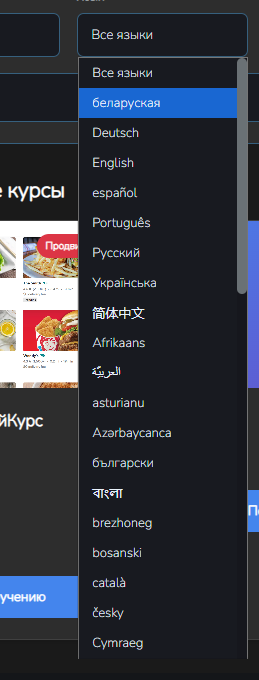 Все языки
Все языки
беларуская
Deutsch
English
español
Português
Русский
Українська
简体中文
Afrikaans
العربيّة
asturianu
Azərbaycanca
български
বাংলা
brezhoneg
bosanski
català
česky
Cymraeg
е курсы
Продви
йКурс
учению